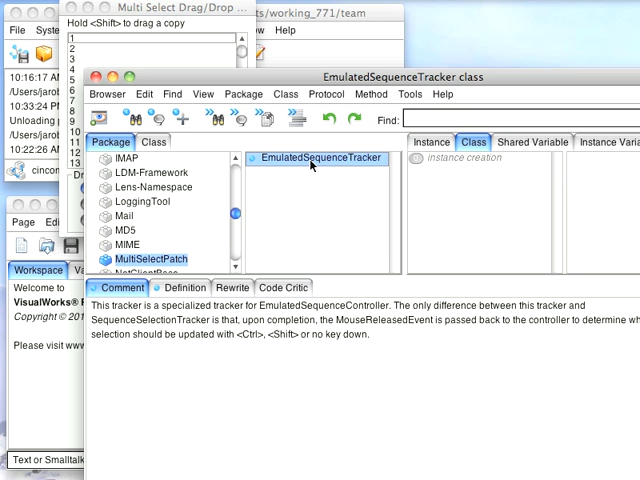 Multi Select Drag/Drop ...
ts/working_771/team
Hold <Shift> to drag a copy
File
Help
1
2
3
4
5
6
7
8
9
10
11
12
13
10:16:17 AM
/Users/jarob
10:33:24 PM
Unloading p
/Users/jarob
10:22:26 AM
cincom
EmulatedSequenceTracker class
Browser Edit Find View Package Class Protocol Method Tools Help
Find:
Package Class
Instance Class Shared Variable Instance Varia
IMAP
LDM-Framework
Lens-Namespace
LoggingTool
Mail
MD5
MIME
MultiSelectPatch
NetClientBase
EmulatedSequenceTracker
instance creation
Comment Definition Rewrite Code Critic
This tracker is a specialized tracker for EmulatedSequenceController. The only difference between this tracker and
SequenceSelectionTracker is that, upon completion, the MouseReleasedEvent is passed back to the controller to determine wh
selection should be updated with <Ctrl>, <Shift> or no key down.
Page
Workspace
Welcome to
VisualWorks®
Copyright © 201
Please visit www
Text or Smalltalk